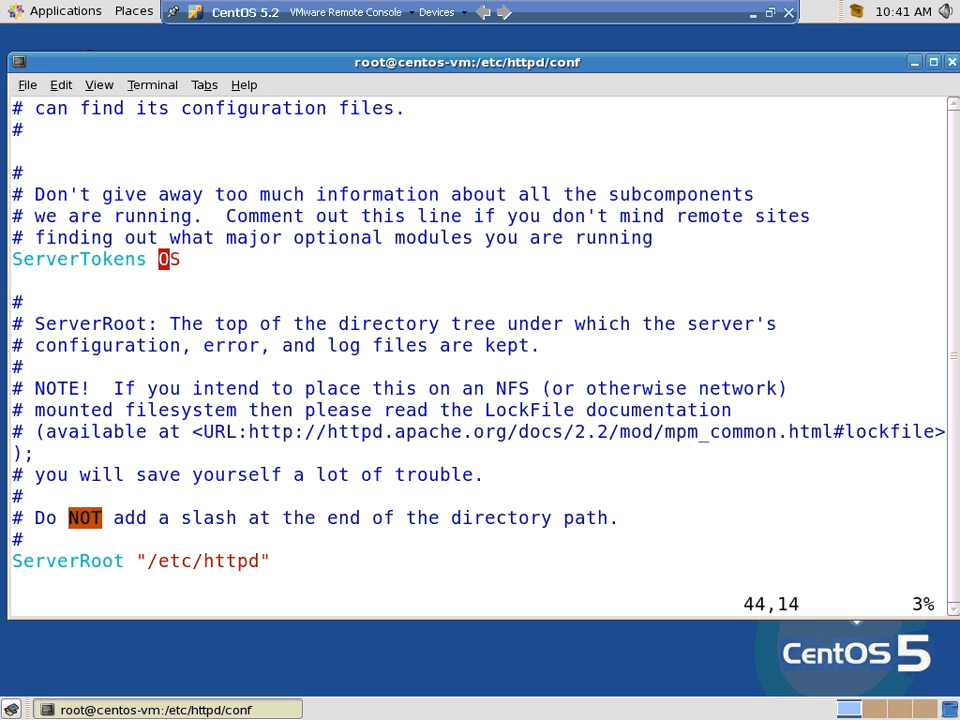 Applications Places CentOS 5.2 VMware Remote Console Devices 10:41 AM
root@centos-vm:/etc/httpd/conf
File Edit View Terminal Tabs Help
# can find its configuration files.
#
#
# Don't give away too much information about all the subcomponents
# we are running.  Comment out this line if you don't mind remote sites
# finding out what major optional modules you are running
ServerTokens OS
#
# ServerRoot: The top of the directory tree under which the server's
# configuration, error, and log files are kept.
#
# NOTE!  If you intend to place this on an NFS (or otherwise network)
# mounted filesystem then please read the LockFile documentation
# (available at <URL:http://httpd.apache.org/docs/2.2/mod/mpm_common.html#lockfile>
);
# you will save yourself a lot of trouble.
#
# Do NOT add a slash at the end of the directory path.
#
ServerRoot "/etc/httpd"
44,14 3%
CentOS 5
root@centos-vm:/etc/httpd/conf